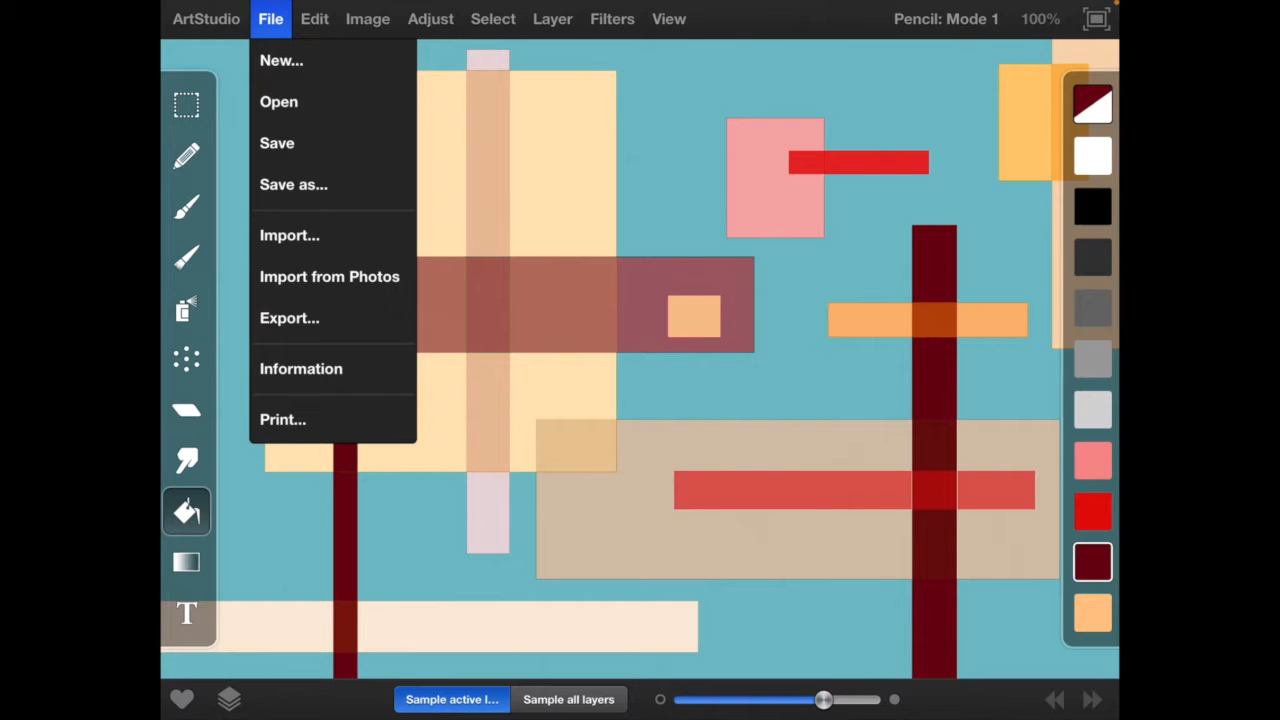 ArtStudio File Edit Image Adjust Select Layer Filters View Pencil: Mode 1 100%
New...
Open
Save
Save as...
Import...
Import from Photos
Export...
Information
Print...
T
Sample active l... Sample all layers